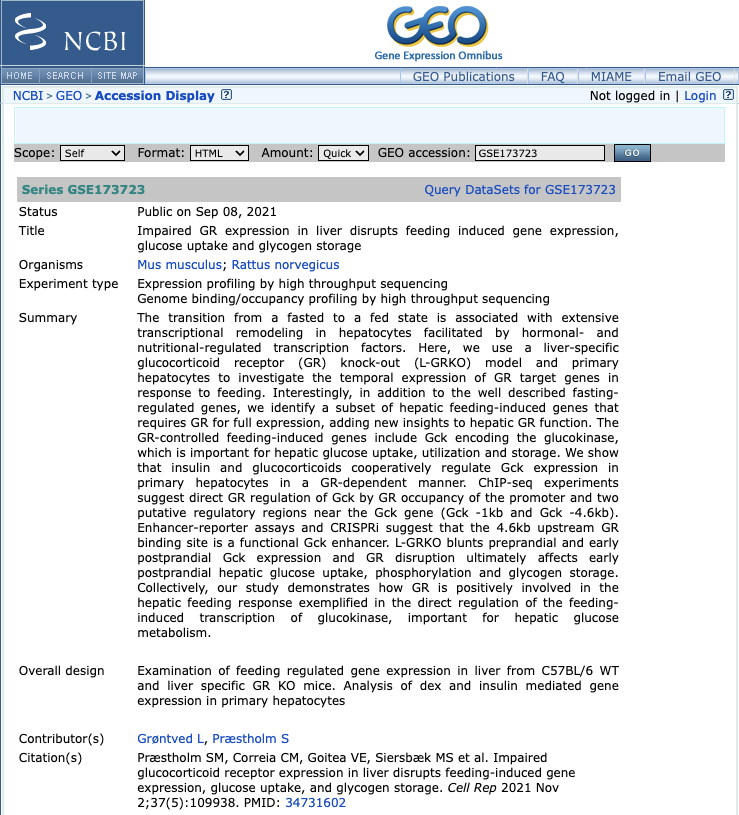 NCBI
GEO
Gene Expression Omnibus
HOME SEARCH SITE MAP
GEO Publications FAQ MIAME Email GEO
NCBI > GEO > Accession Display ?
Not logged in | Login ?
Scope: Self Format: HTML Amount: Quick GEO accession: GSE173723 GO
Series GSE173723 Query DataSets for GSE173723
Status Public on Sep 08, 2021
Title Impaired GR expression in liver disrupts feeding induced gene expression,
glucose uptake and glycogen storage
Organisms Mus musculus; Rattus norvegicus
Experiment type Expression profiling by high throughput sequencing
Genome binding/occupancy profiling by high throughput sequencing
Summary The transition from a fasted to a fed state is associated with extensive
transcriptional remodeling in hepatocytes facilitated by hormonal- and
nutritional-regulated transcription factors. Here, we use a liver-specific
glucocorticoid receptor (GR) knock-out (L-GRKO) model and primary
hepatocytes to investigate the temporal expression of GR target genes in
response to feeding. Interestingly, in addition to the well described fasting-
regulated genes, we identify a subset of hepatic feeding-induced genes that
requires GR for full expression, adding new insights to hepatic GR function. The
GR-controlled feeding-induced genes include Gck encoding the glucokinase,
which is important for hepatic glucose uptake, utilization and storage. We show
that insulin and glucocorticoids cooperatively regulate Gck expression in
primary hepatocytes in a GR-dependent manner. ChIP-seq experiments
suggest direct GR regulation of Gck by GR occupancy of the promoter and two
putative regulatory regions near the Gck gene (Gck -1kb and Gck -4.6kb).
Enhancer-reporter assays and CRISPRi suggest that the 4.6kb upstream GR
binding site is a functional Gck enhancer. L-GRKO blunts preprandial and early
postprandial Gck expression and GR disruption ultimately affects early
postprandial hepatic glucose uptake, phosphorylation and glycogen storage.
Collectively, our study demonstrates how GR is positively involved in the
hepatic feeding response exemplified in the direct regulation of the feeding-
induced transcription of glucokinase, important for hepatic glucose
metabolism.
Overall design Examination of feeding regulated gene expression in liver from C57BL/6 WT
and liver specific GR KO mice. Analysis of dex and insulin mediated gene
expression in primary hepatocytes
Contributor(s) Grøntved L, Præstholm S
Citation(s) Præstholm SM, Correia CM, Goitea VE, Siersbæk MS et al. Impaired
glucocorticoid receptor expression in liver disrupts feeding-induced gene
expression, glucose uptake, and glycogen storage. Cell Rep 2021 Nov
2;37(5):109938. PMID: 34731602